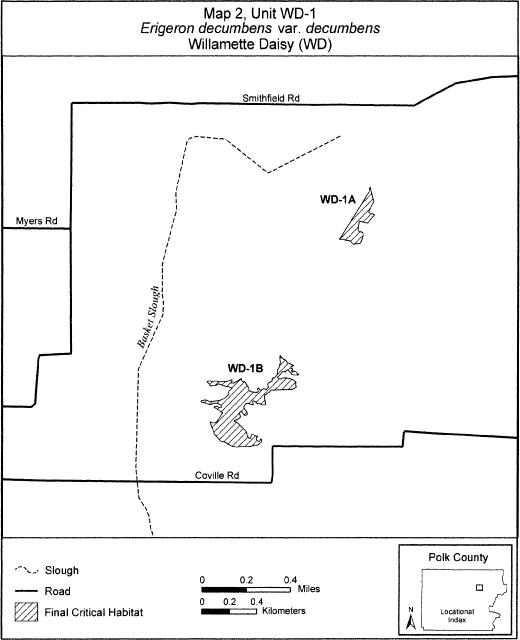 Map 2, Unit WD-1
Erigeron decumbens var. decumbens
Willamette Daisy (WD)
Smithfield Rd
WD-1A
Myers Rd
Basket Slough
WD-1B
Coville Rd
Slough
Road
Final Critical Habitat
0 0.2 0.4
Miles
0 0.2 0.4
Kilometers
Polk County
N
Locational
Index